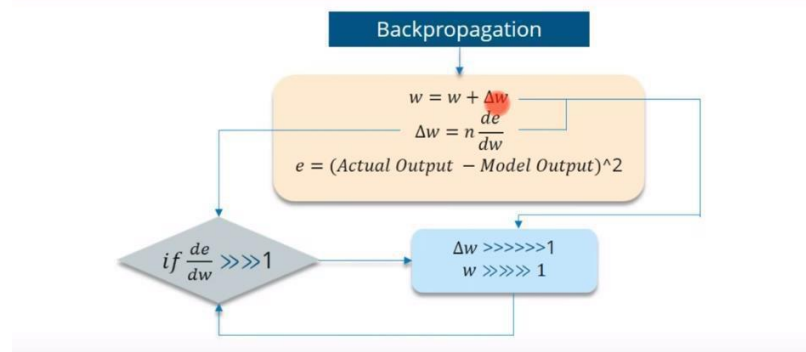 Backpropagation
w = w + Δw
Δw = n de/dw
e = (Actual Output − Model Output)^2
if de/dw >>>>1
Δw >>>>>>1
w >>>>> 1